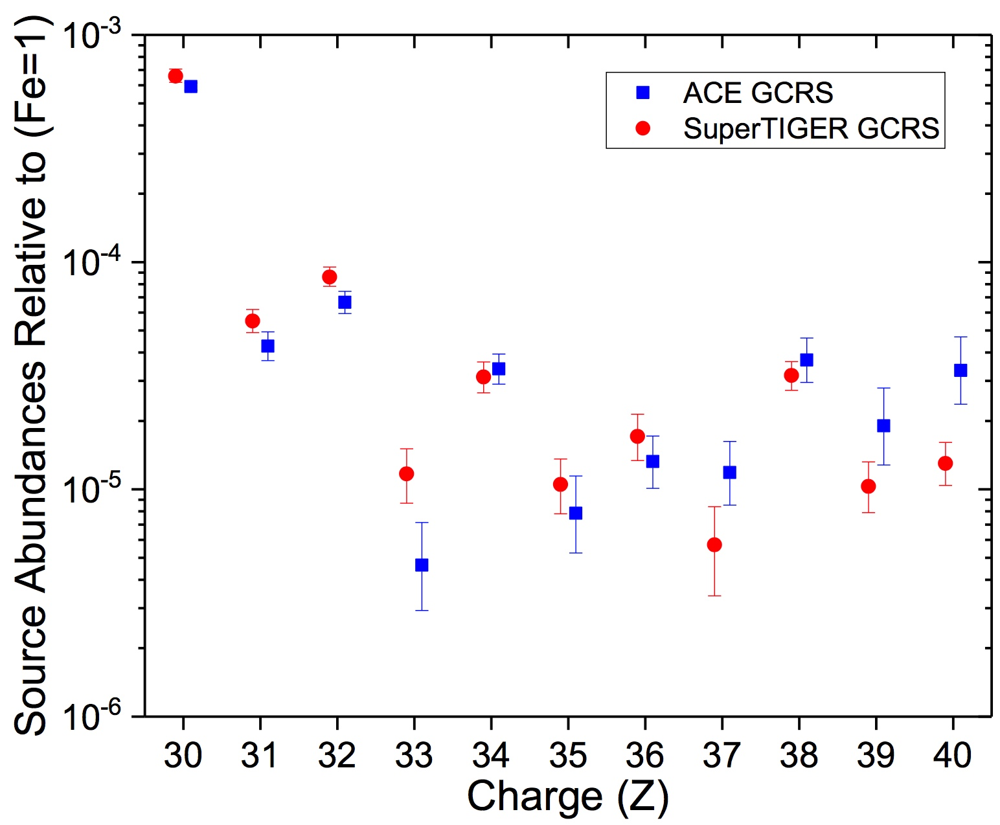 Source Abundances Relative to (Fe=1)
10⁻³
10⁻⁴
10⁻⁵
10⁻⁶
ACE GCRS
SuperTIGER GCRS
30 31 32 33 34 35 36 37 38 39 40
Charge (Z)